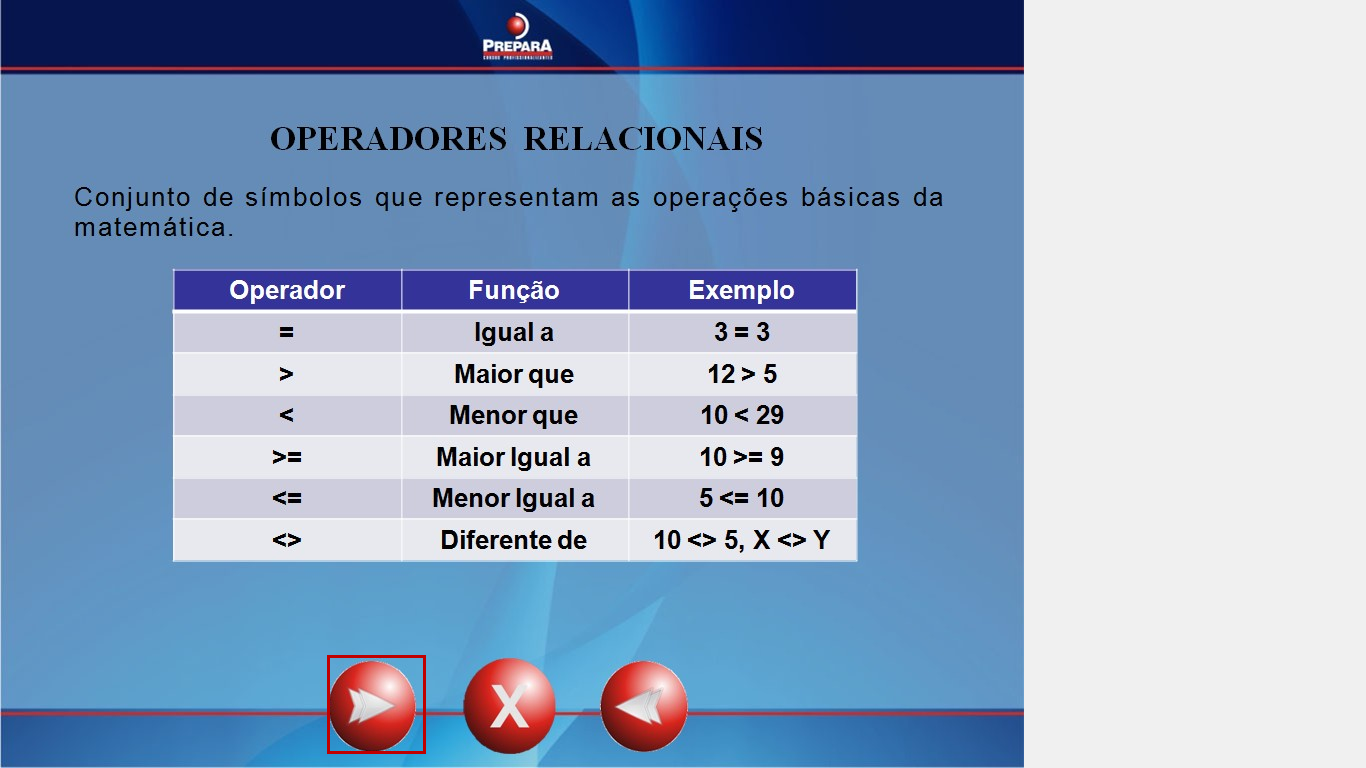 PREPARA
CURSOS PROFISSIONALIZANTES
OPERADORES RELACIONAIS
Conjunto de símbolos que representam as operações básicas da
matemática.
Operador Função Exemplo
= Igual a 3 = 3
> Maior que 12 > 5
< Menor que 10 < 29
>= Maior Igual a 10 >= 9
<= Menor Igual a 5 <= 10
<> Diferente de 10 <> 5, X <> Y
X